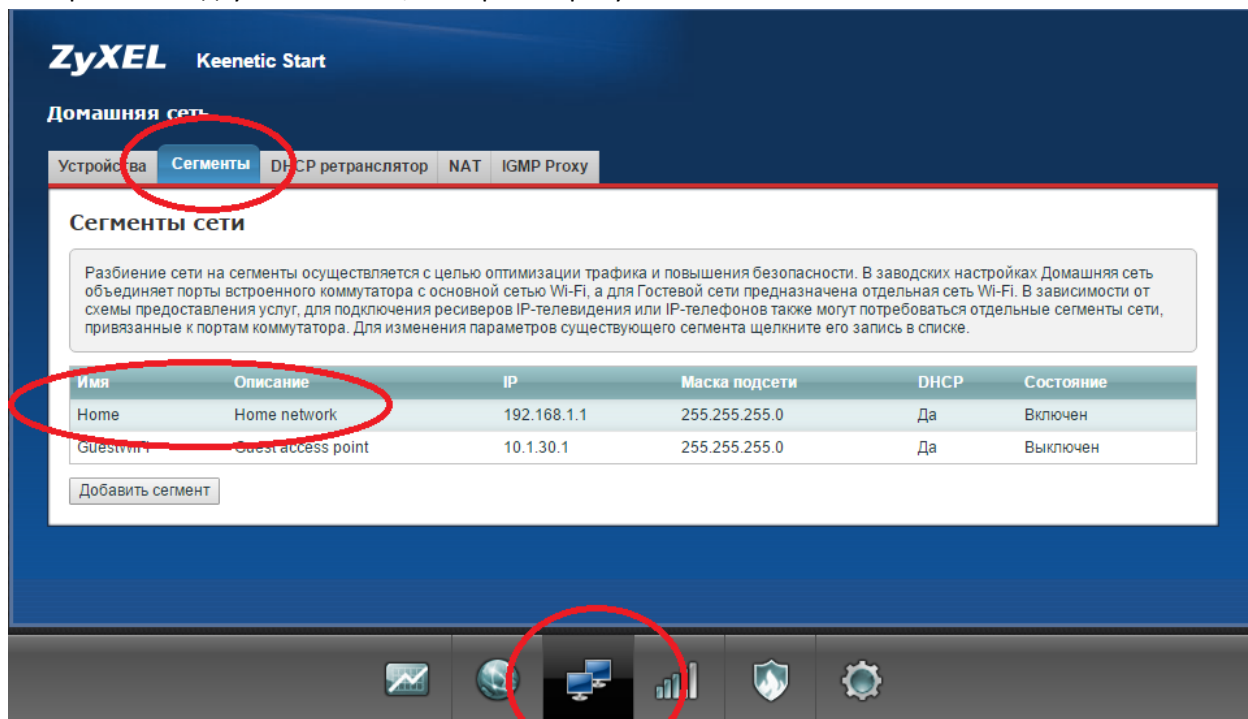 ZyXEL Keenetic Start
Домашняя сеть
Устройства Сегменты DHCP ретранслятор NAT IGMP Proxy
Сегменты сети
Разбиение сети на сегменты осуществляется с целью оптимизации трафика и повышения безопасности. В заводских настройках Домашняя сеть
объединяет порты встроенного коммутатора с основной сетью Wi-Fi, а для Гостевой сети предназначена отдельная сеть Wi-Fi. В зависимости от
схемы предоставления услуг, для подключения ресиверов IP-телевидения или IP-телефонов также могут потребоваться отдельные сегменты сети,
привязанные к портам коммутатора. Для изменения параметров существующего сегмента щелкните его запись в списке.
Имя Описание IP Маска подсети DHCP Состояние
Home Home network 192.168.1.1 255.255.255.0 Да Включен
GuestWiFi Guest access point 10.1.30.1 255.255.255.0 Да Выключен
Добавить сегмент